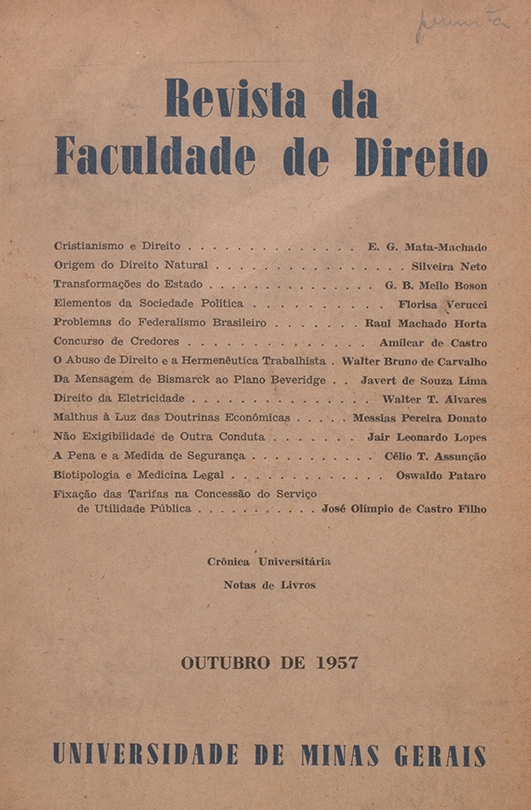 permuta
Revista da
Faculdade de Direito
Cristianismo e Direito . . . . . . . . . . . . . . E. G. Mata-Machado
Origem do Direito Natural . . . . . . . . . . . . . . . . Silveira Neto
Transformações do Estado . . . . . . . . . . . . . . G. B. Mello Boson
Elementos da Sociedade Política . . . . . . . . . . . Florisa Verucci
Problemas do Federalismo Brasileiro . . . . . . . Raul Machado Horta
Concurso de Credores . . . . . . . . . . . . . . . Amílcar de Castro
O Abuso de Direito e a Hermenêutica Trabalhista . Walter Bruno de Carvalho
Da Mensagem de Bismarck ao Plano Beveridge . . Javert de Souza Lima
Direito da Eletricidade . . . . . . . . . . . . . . . Walter T. Alvares
Malthus à Luz das Doutrinas Econômicas . . . . . Messias Pereira Donato
Não Exigibilidade de Outra Conduta . . . . . . . Jair Leonardo Lopes
A Pena e a Medida de Segurança . . . . . . . . . . . Célio T. Assunção
Biotipologia e Medicina Legal . . . . . . . . . . . . . Oswaldo Pataro
Fixação das Tarifas na Concessão do Serviço
de Utilidade Pública . . . . . . . . . . José Olímpio de Castro Filho
Crônica Universitária
Notas de Livros
OUTUBRO DE 1957
UNIVERSIDADE DE MINAS GERAIS